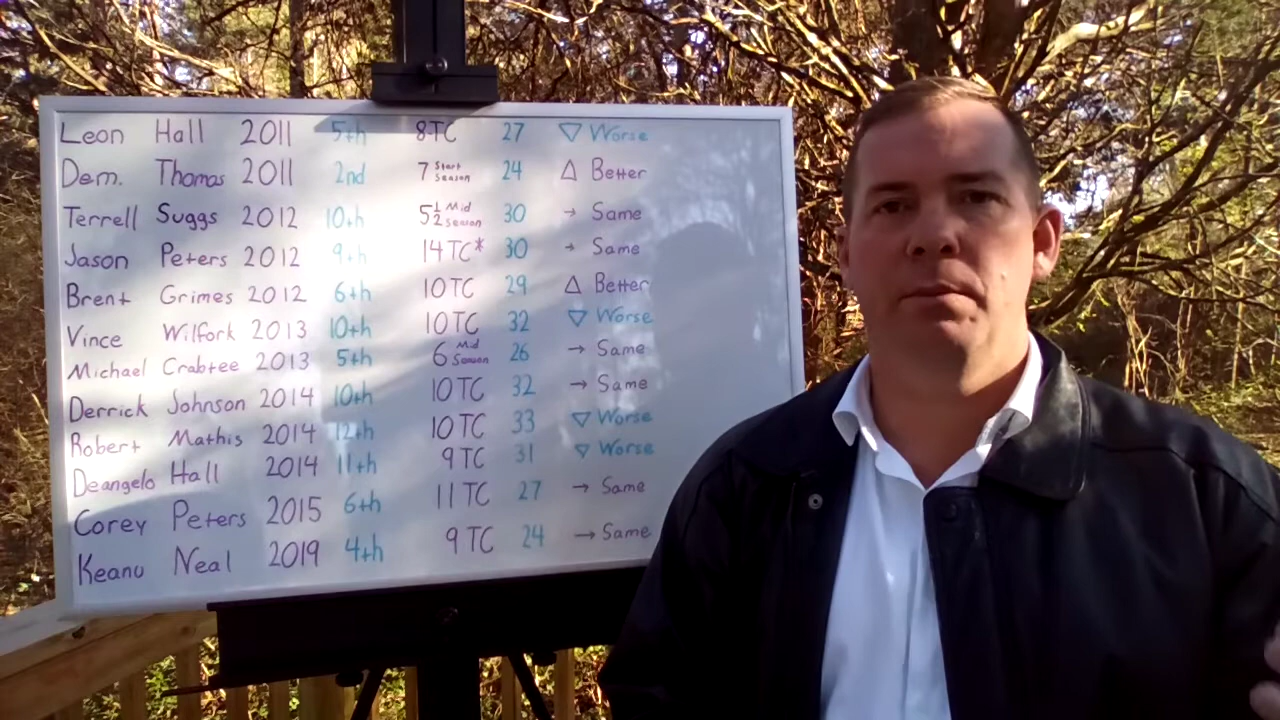 Leon Hall 2011 5th 8TC 27 ▽ Worse
Dem. Thomas 2011 2nd 7 Start Season 24 △ Better
Terrell Suggs 2012 10th 5 1/2 Mid Season 30 → Same
Jason Peters 2012 9th 14 TC* 30 → Same
Brent Grimes 2012 6th 10TC 29 △ Better
Vince Wilfork 2013 10th 10TC 32 ▽ Worse
Michael Crabtree 2013 5th 6 Mid Season 26 → Same
Derrick Johnson 2014 10th 10TC 32 → Same
Robert Mathis 2014 12th 10TC 33 ▽ Worse
Deangelo Hall 2014 11th 9TC 31 ▽ Worse
Corey Peters 2015 6th 11TC 27 → Same
Keanu Neal 2019 4th 9TC 24 → Same